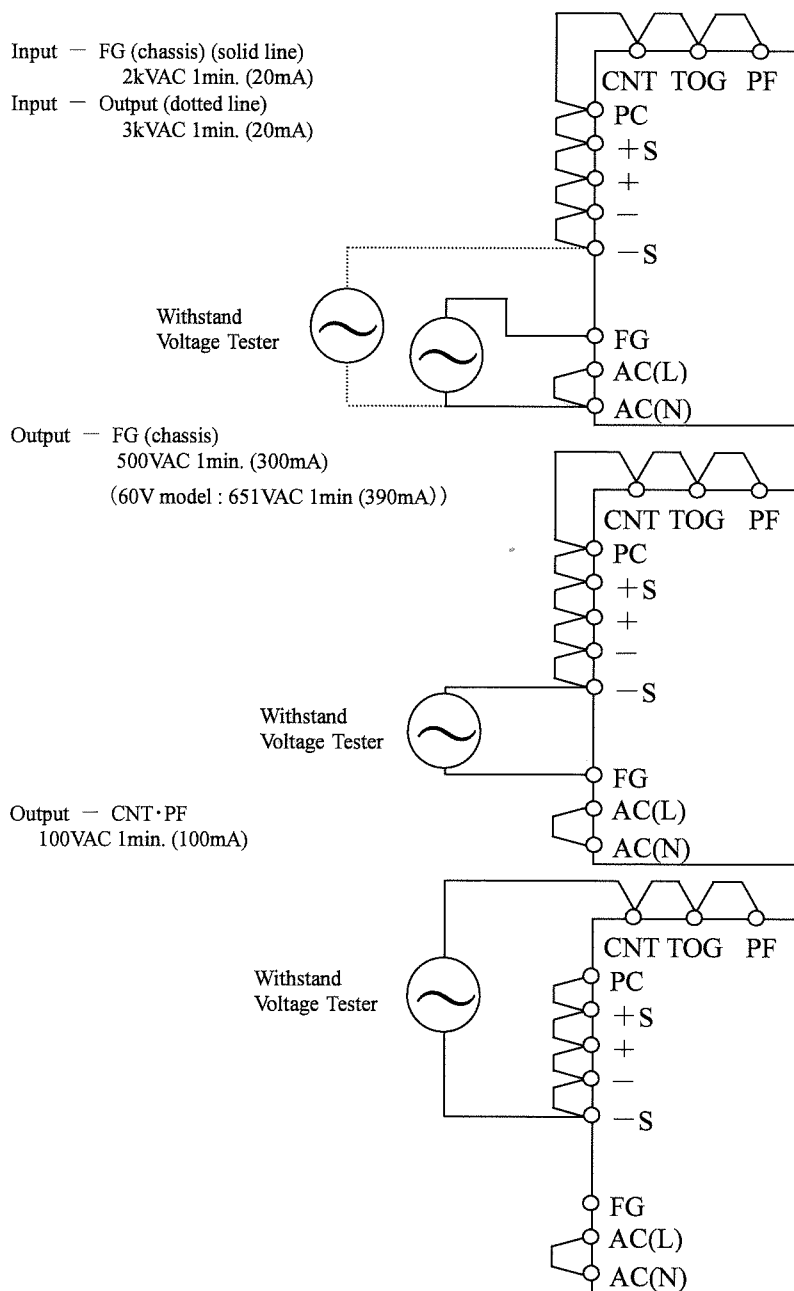 Input － FG (chassis) (solid line)
2kVAC 1min. (20mA)
Input － Output (dotted line)
3kVAC 1min. (20mA)
CNT TOG PF
PC
+S
+
−
−S
Withstand
Voltage Tester
FG
AC(L)
AC(N)
Output － FG (chassis)
500VAC 1min. (300mA)
(60V model : 651VAC 1min (390mA))
CNT TOG PF
PC
+S
+
−
−S
Withstand
Voltage Tester
FG
AC(L)
AC(N)
Output － CNT･PF
100VAC 1min. (100mA)
CNT TOG PF
PC
+S
+
−
−S
Withstand
Voltage Tester
FG
AC(L)
AC(N)